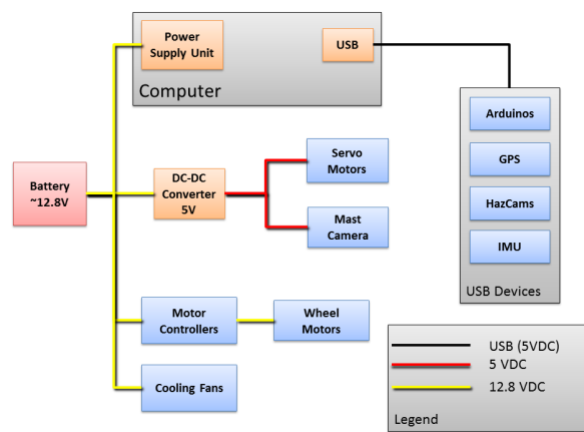 Power
Supply Unit
USB
Computer
Arduinos
GPS
HazCams
IMU
USB Devices
Battery
~12.8V
DC-DC
Converter
5V
Servo
Motors
Mast
Camera
Motor
Controllers
Wheel
Motors
Cooling Fans
USB (5VDC)
5 VDC
12.8 VDC
Legend